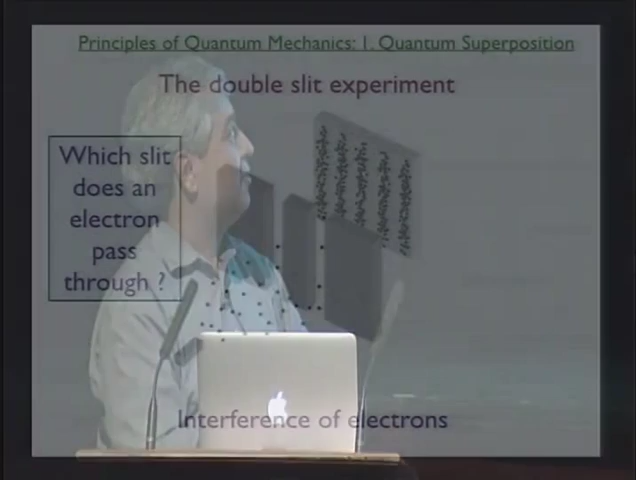 Principles of Quantum Mechanics: 1. Quantum Superposition
The double slit experiment
Which slit
does an
electron
pass
through ?
Interference of electrons